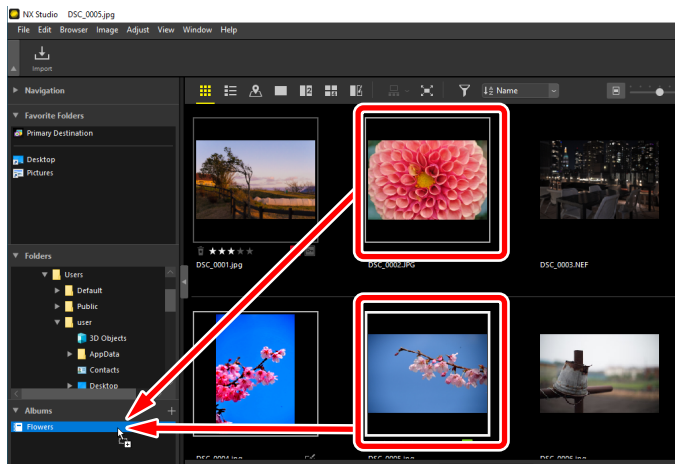 NX Studio DSC_0005.jpg
File Edit Browser Image Adjust View Window Help
Import
Navigation
Name
Favorite Folders
Primary Destination
Desktop
Pictures
DSC_0001.jpg
DSC_0002.JPG
DSC_0003.NEF
Folders
Users
Default
Public
user
3D Objects
AppData
Contacts
Desktop
Albums
Flowers